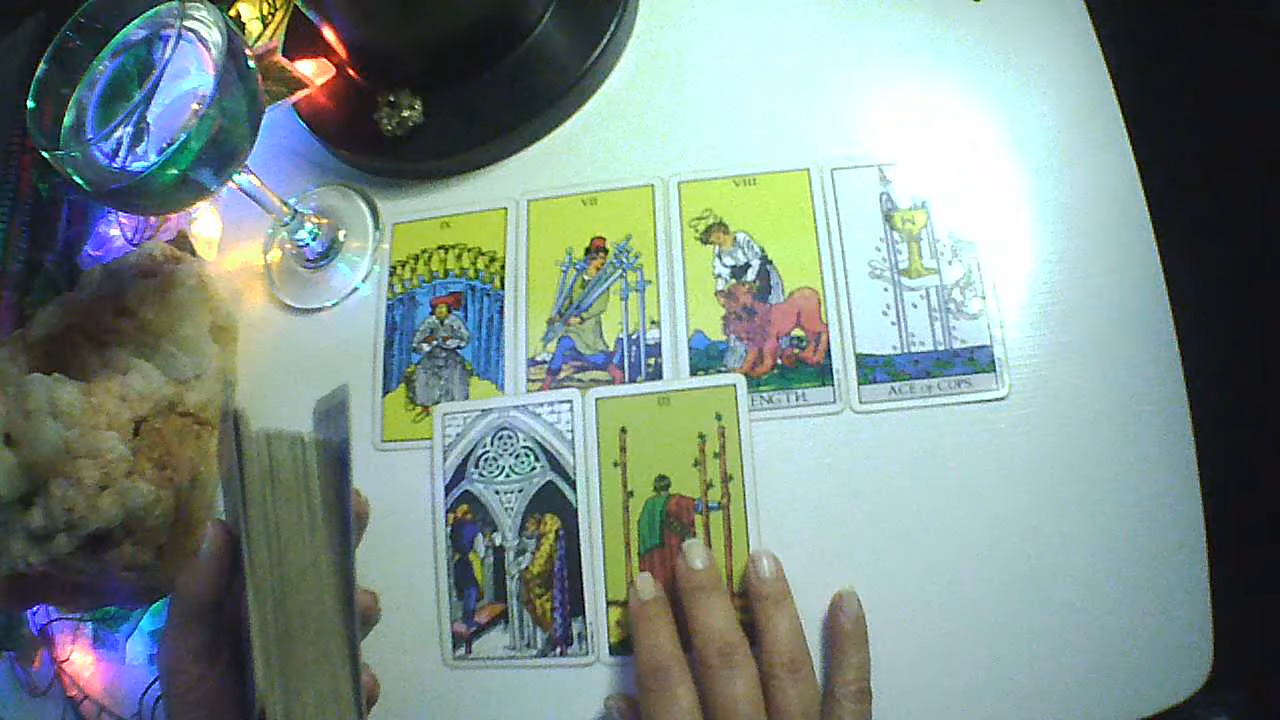 IX
VII
VIII
ENGTH.
ACE of CUPS.
III